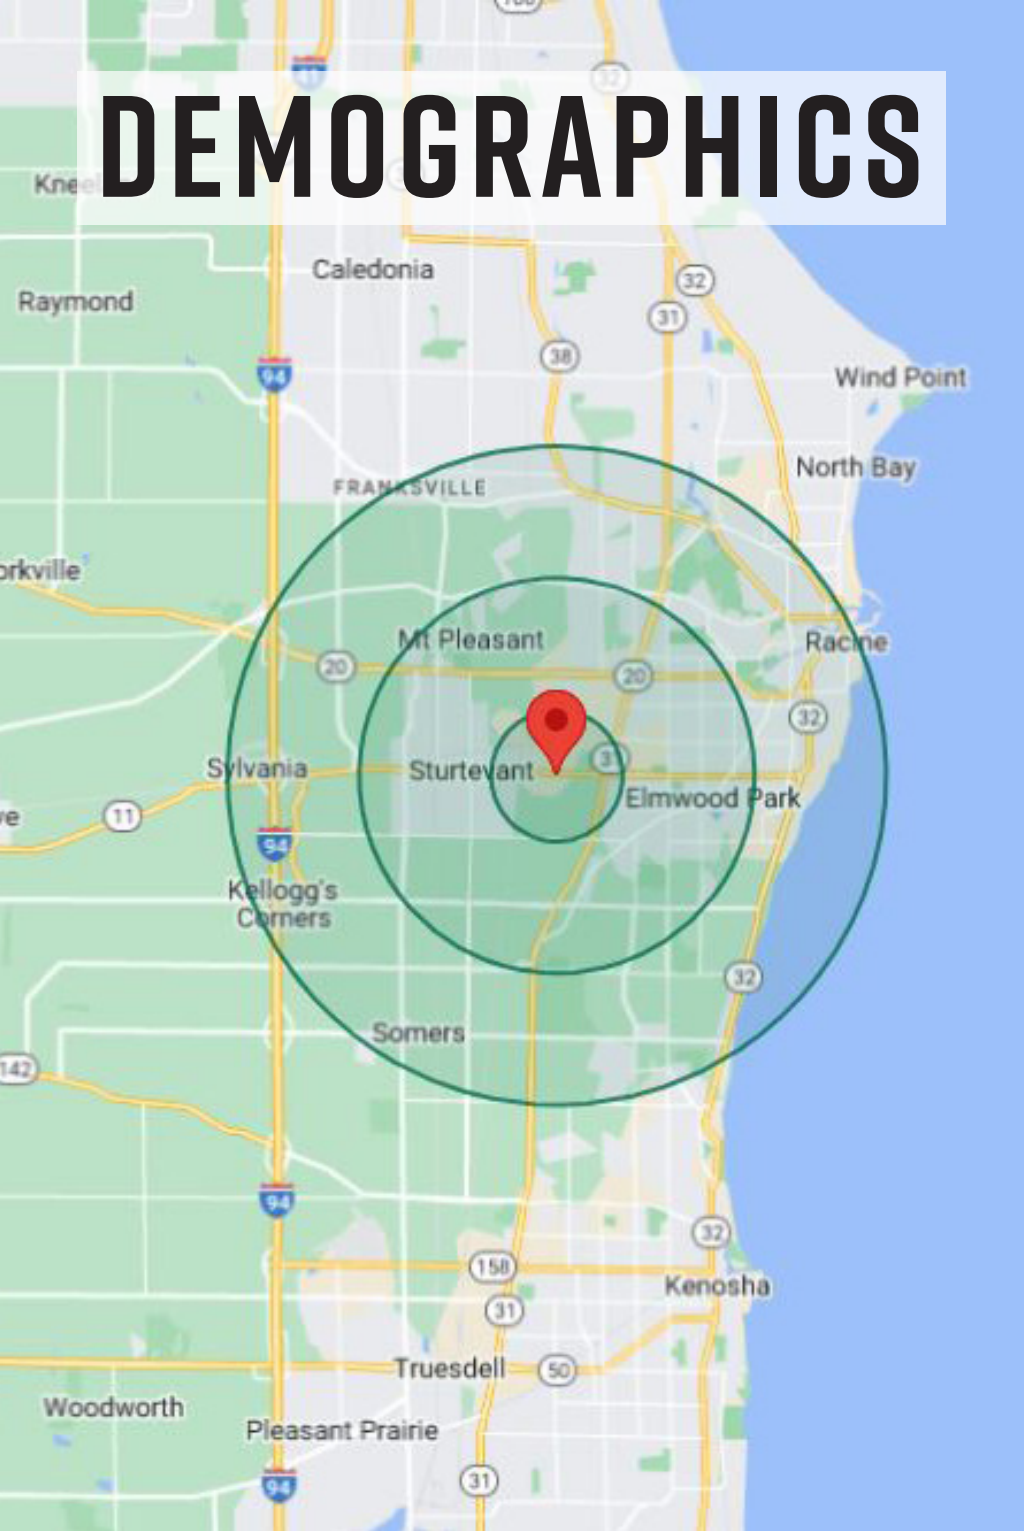 32
DEMOGRAPHICS
Caledonia
32
Raymond
31
38
94
Wind Point
North Bay
FRANKSVILLE
orkville
Mt Pleasant
Racine
20
20
32
Sylvania
Sturtevant
Elmwood Park
11
94
Kellogg's
Corners
32
Somers
142
94
32
158
Kenosha
31
Truesdell
50
Woodworth
Pleasant Prairie
31
94